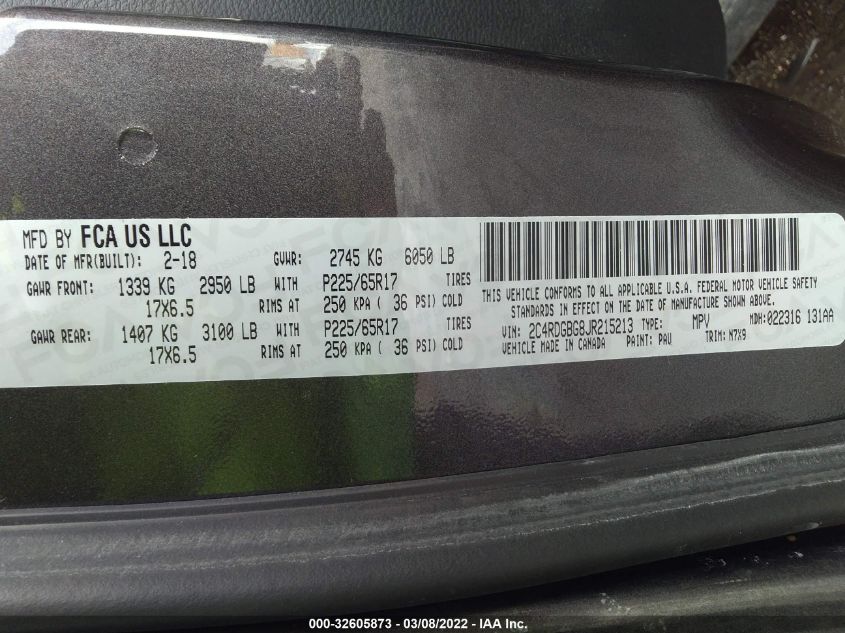 MFD BY FCA US LLC
DATE OF MFR(BUILT): 2-18 GVWR: 2745 KG 6050 LB
GAWR FRONT: 1339 KG 2950 LB WITH P225/65R17 TIRES
17X6.5 RIMS AT 250 KPA ( 36 PSI) COLD
GAWR REAR: 1407 KG 3100 LB WITH P225/65R17 TIRES
17X6.5 RIMS AT 250 KPA ( 36 PSI) COLD
THIS VEHICLE CONFORMS TO ALL APPLICABLE U.S.A. FEDERAL MOTOR VEHICLE SAFETY
STANDARDS IN EFFECT ON THE DATE OF MANUFACTURE SHOWN ABOVE.
VIN: 2C4RDGBG8JR215213 TYPE: MPV MDH: 022316 131AA
VEHICLE MADE IN CANADA PAINT: PAU TRIM: M7X9
000-32605873 - 03/08/2022 - IAA Inc.